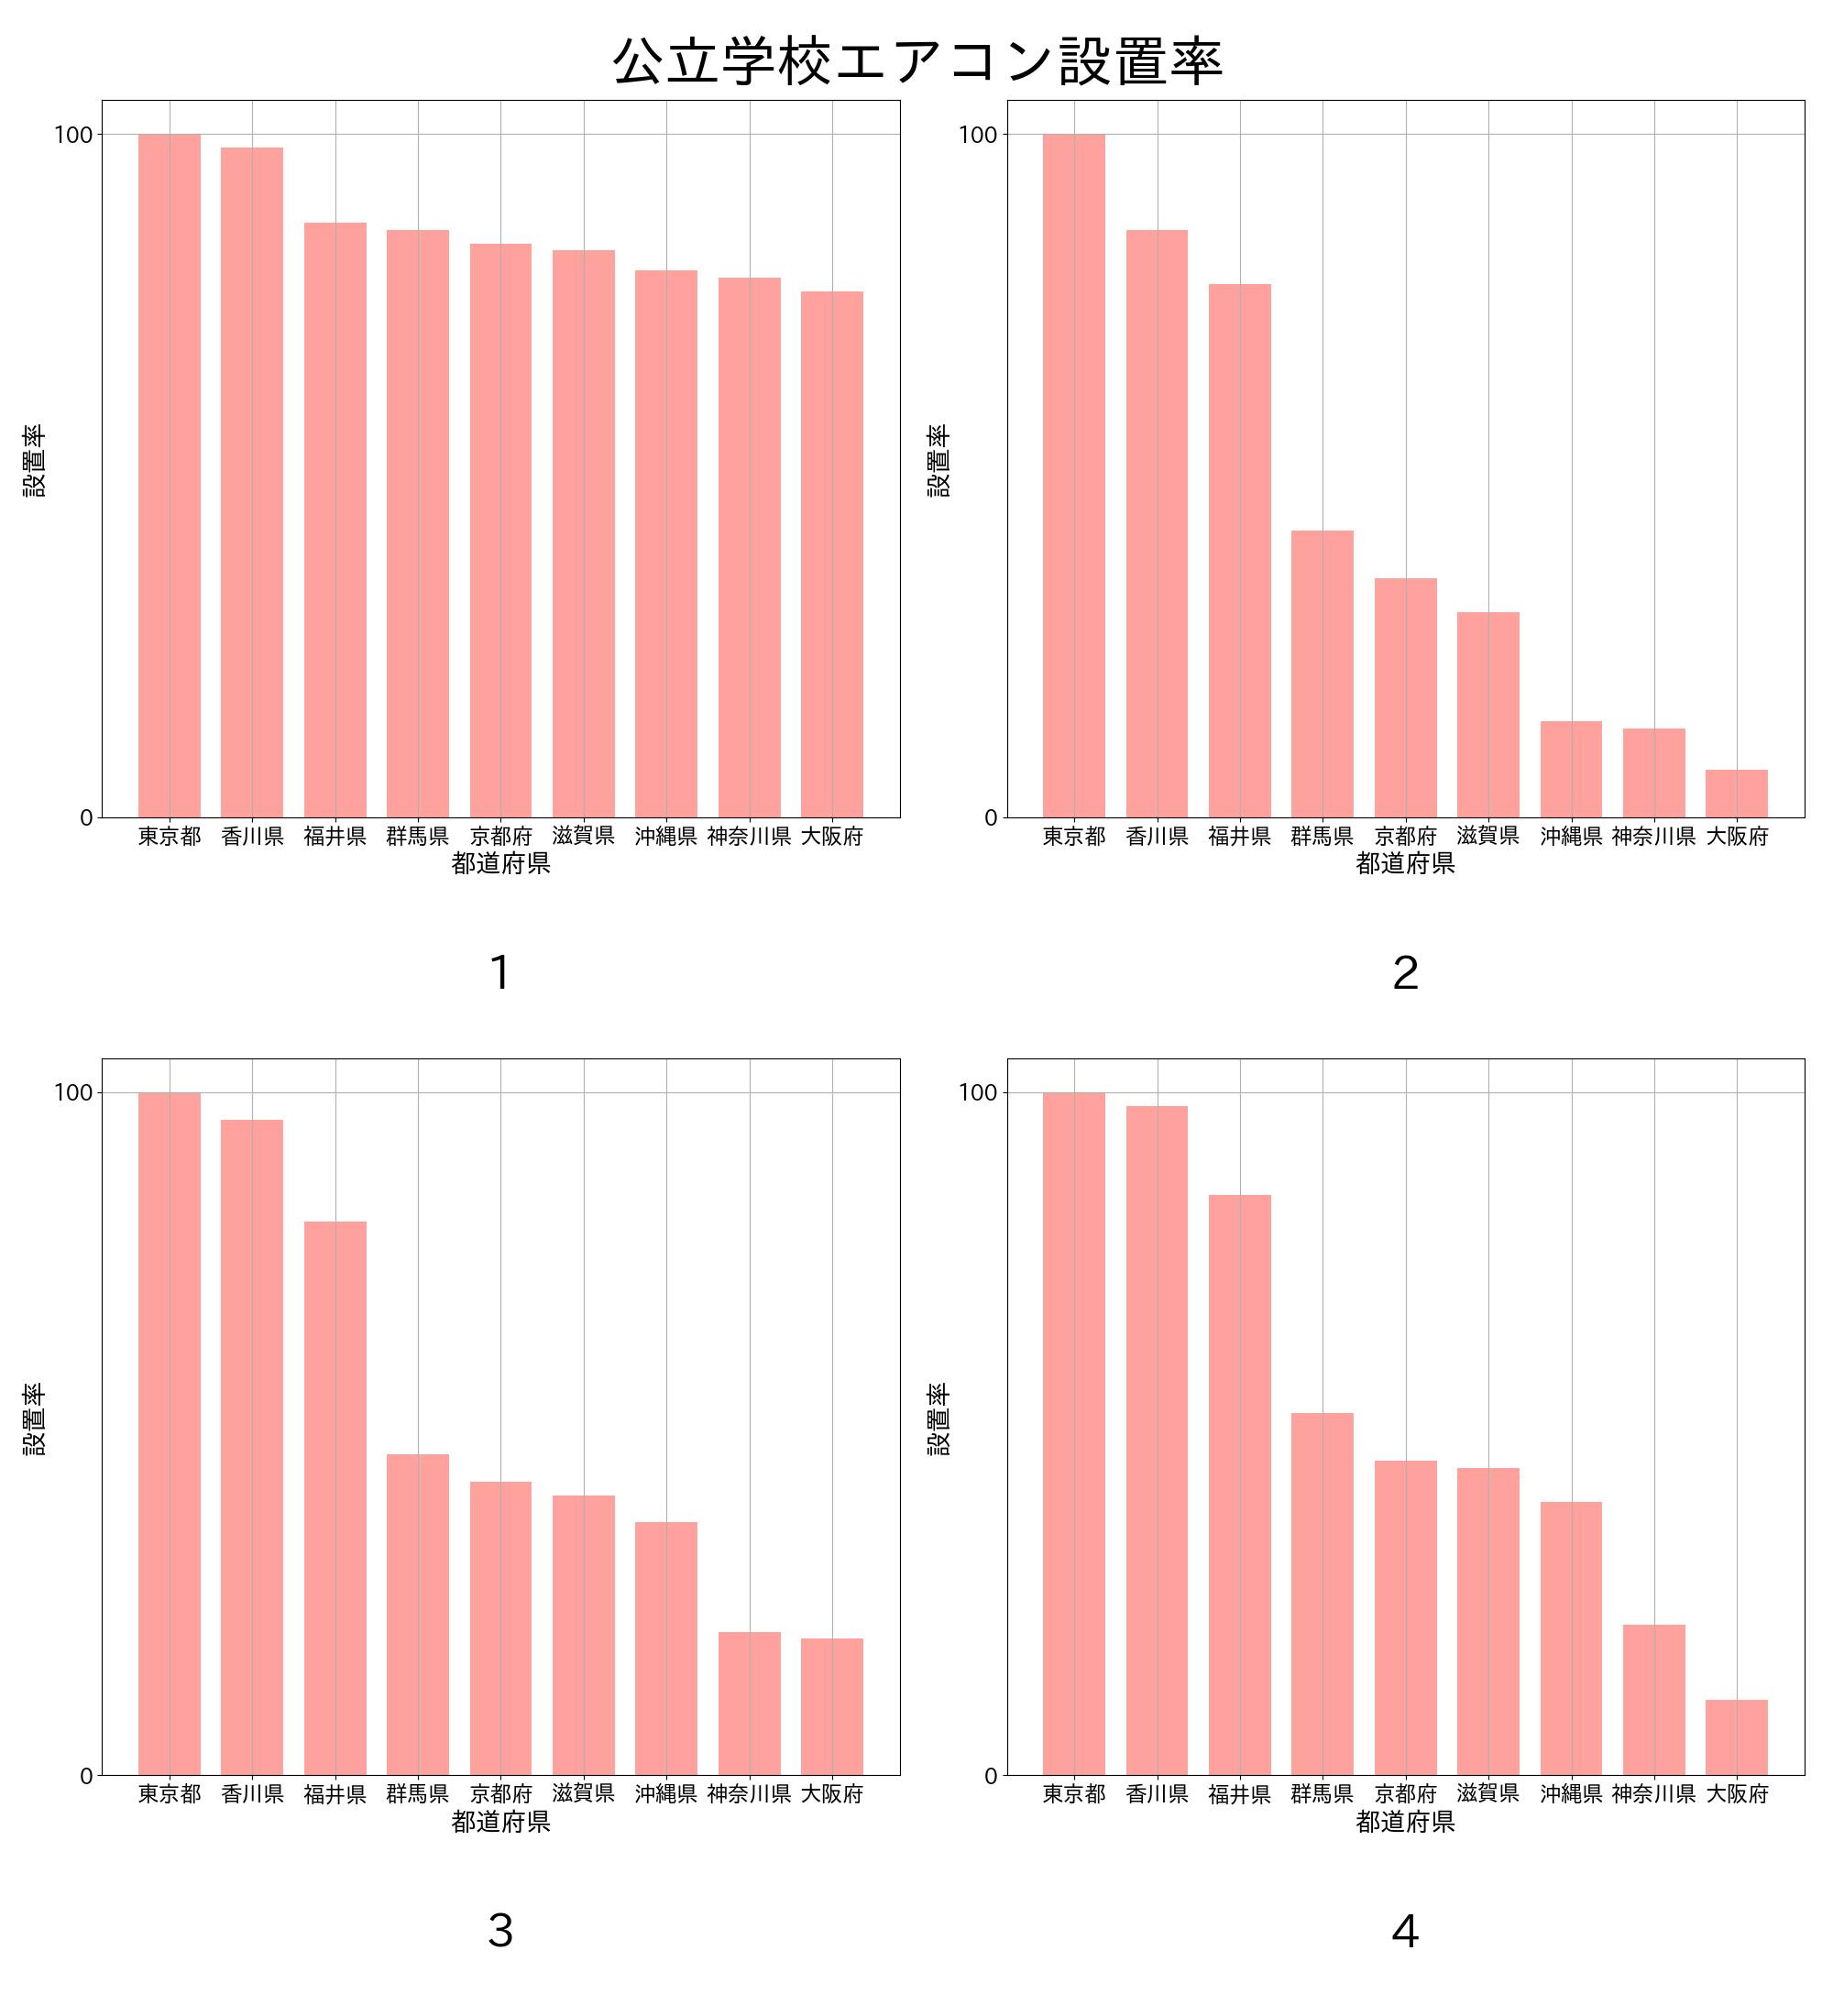 公立学校エアコン設置率
100
0
設置率
東京都 香川県 福井県 群馬県 京都府 滋賀県 沖縄県 神奈川県 大阪府
都道府県
1
100
0
設置率
東京都 香川県 福井県 群馬県 京都府 滋賀県 沖縄県 神奈川県 大阪府
都道府県
2
100
0
設置率
東京都 香川県 福井県 群馬県 京都府 滋賀県 沖縄県 神奈川県 大阪府
都道府県
3
100
0
設置率
東京都 香川県 福井県 群馬県 京都府 滋賀県 沖縄県 神奈川県 大阪府
都道府県
4